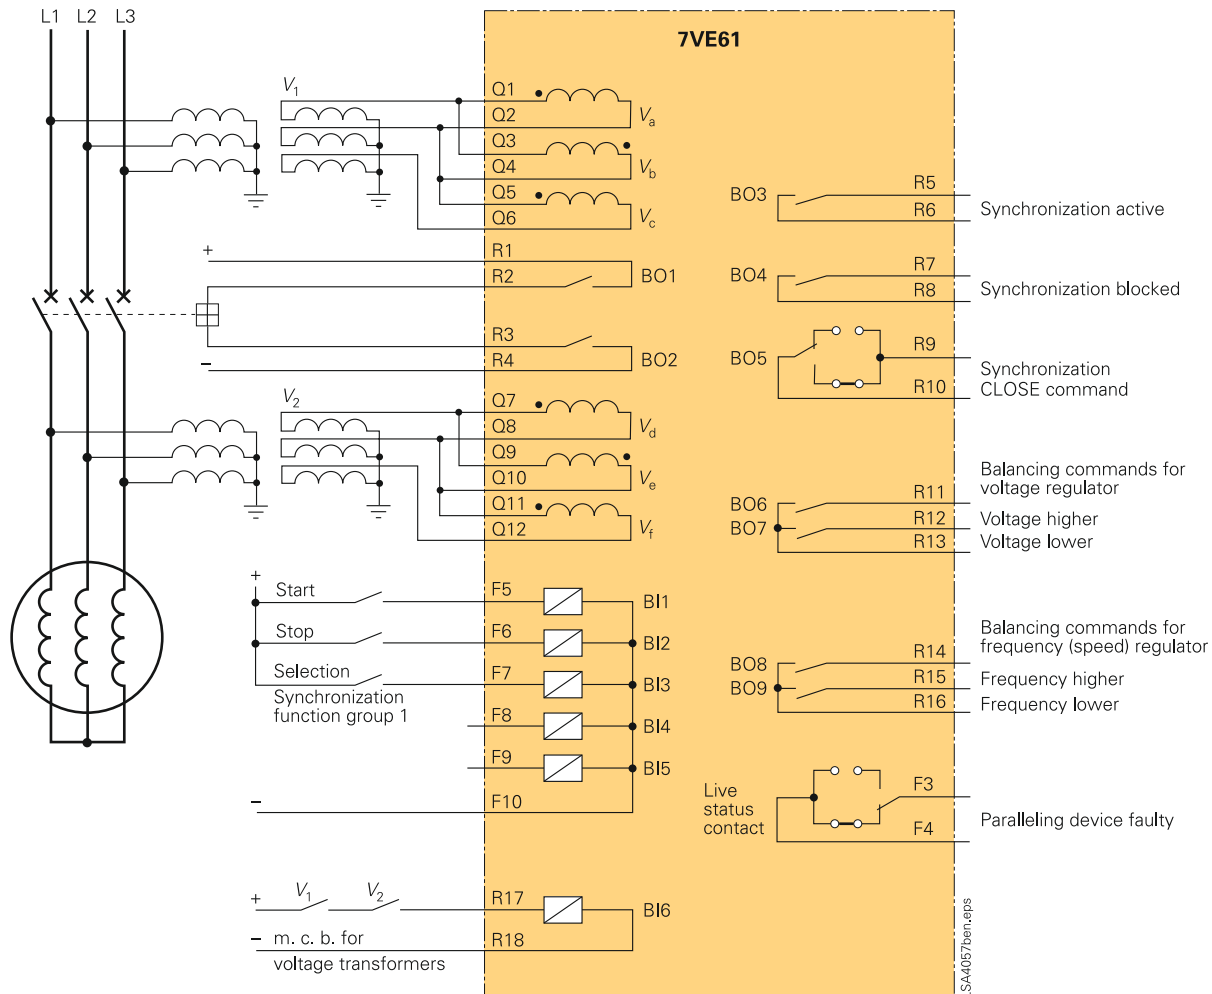 L1 L2 L3
7VE61
V1
Q1
Q2
Va
Q3
Q4
Vb
Q5
Q6
Vc
+
R1
R2
BO1
R3
R4
BO2
−
V2
Q7
Q8
Vd
Q9
Q10
Ve
Q11
Q12
Vf
+
Start
F5
BI1
Stop
F6
BI2
Selection
Synchronization
function group 1
F7
BI3
F8
BI4
F9
BI5
−
F10
+
V1
V2
R17
BI6
−
m. c. b. for
voltage transformers
R18
BO3
R5
R6
Synchronization active
BO4
R7
R8
Synchronization blocked
BO5
R9
R10
Synchronization
CLOSE command
Balancing commands for
voltage regulator
BO6
R11
BO7
R12
Voltage higher
R13
Voltage lower
Balancing commands for
frequency (speed) regulator
BO8
R14
BO9
R15
Frequency higher
R16
Frequency lower
Live
status
contact
F3
F4
Paralleling device faulty
LSA4057ben.eps